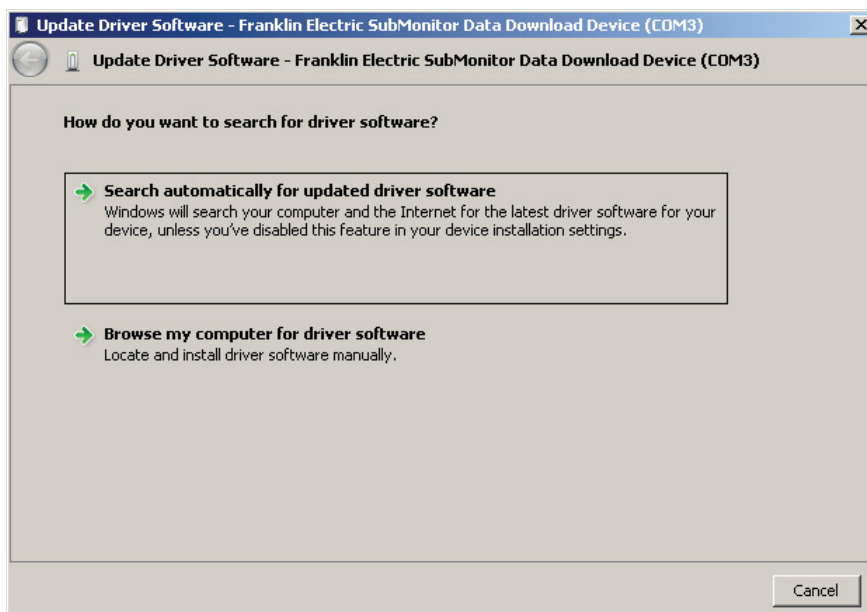 Update Driver Software - Franklin Electric SubMonitor Data Download Device (COM3)
Update Driver Software - Franklin Electric SubMonitor Data Download Device (COM3)
How do you want to search for driver software?
Search automatically for updated driver software
Windows will search your computer and the Internet for the latest driver software for your
device, unless you've disabled this feature in your device installation settings.
Browse my computer for driver software
Locate and install driver software manually.
Cancel